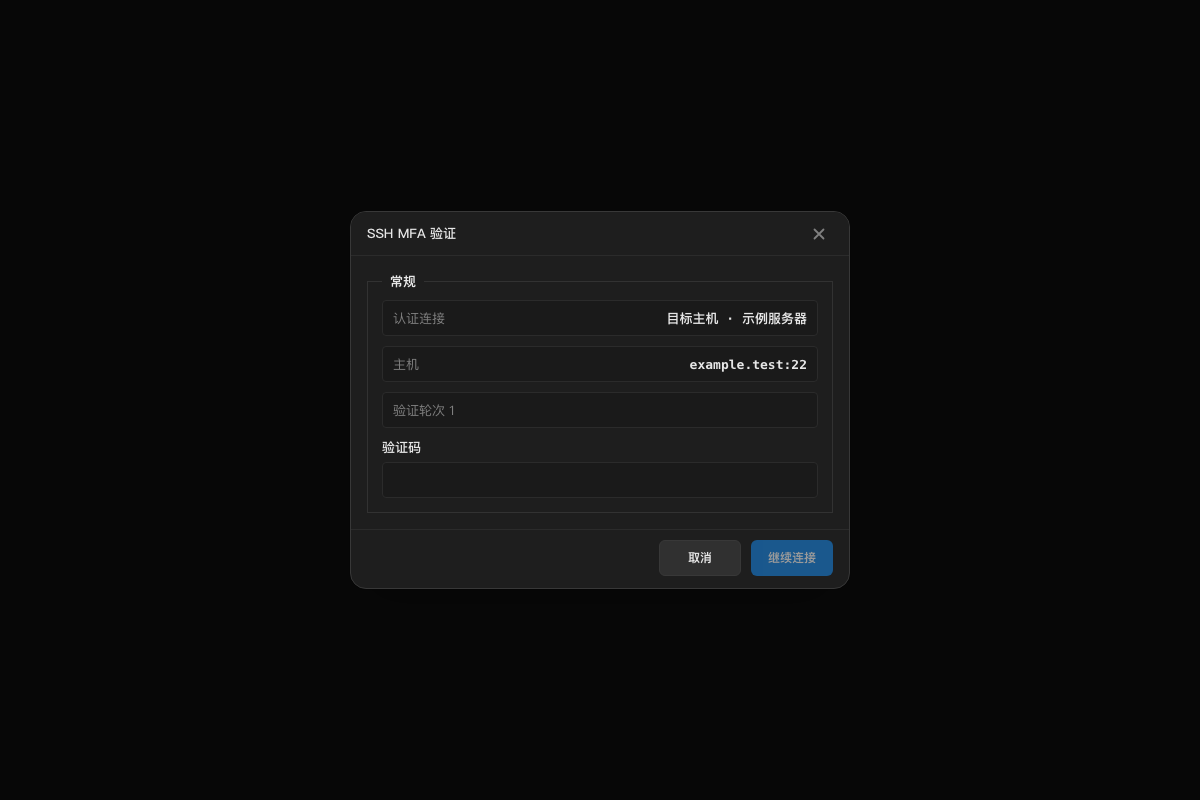 SSH MFA 验证
常规
认证连接 目标主机 · 示例服务器
主机 example.test:22
验证轮次 1
验证码
取消 继续连接